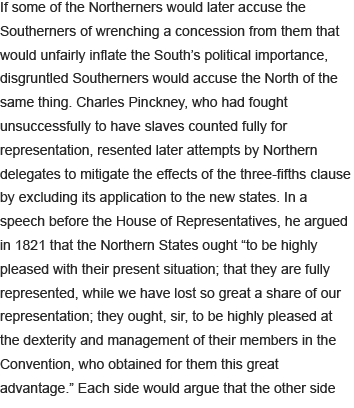 If some of the Northerners would later accuse the
Southerners of wrenching a concession from them that
would unfairly inflate the South’s political importance,
disgruntled Southerners would accuse the North of the
same thing. Charles Pinckney, who had fought
unsuccessfully to have slaves counted fully for
representation, resented later attempts by Northern
delegates to mitigate the effects of the three-fifths clause
by excluding its application to the new states. In a
speech before the House of Representatives, he argued
in 1821 that the Northern States ought “to be highly
pleased with their present situation; that they are fully
represented, while we have lost so great a share of our
representation; they ought, sir, to be highly pleased at
the dexterity and management of their members in the
Convention, who obtained for them this great
advantage.” Each side would argue that the other side